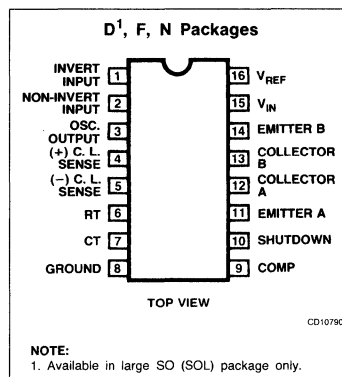 D1, F, N Packages
INVERT
INPUT 1
NON-INVERT
INPUT 2
OSC.
OUTPUT 3
(+) C. L.
SENSE 4
(−) C. L.
SENSE 5
RT 6
CT 7
GROUND 8
16 VREF
15 VIN
14 EMITTER B
13 COLLECTOR
B
12 COLLECTOR
A
11 EMITTER A
10 SHUTDOWN
9 COMP
TOP VIEW
CD10790
NOTE:
1. Available in large SO (SOL) package only.